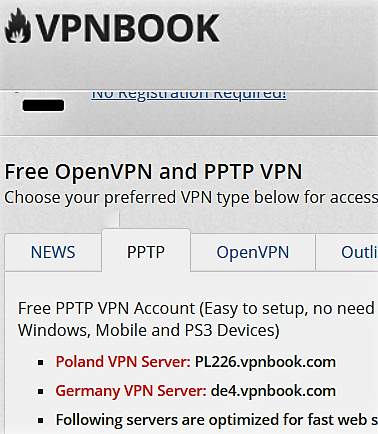 VPNBOOK
No Registration Required!
Free OpenVPN and PPTP VPN
Choose your preferred VPN type below for access
NEWS PPTP OpenVPN Outli
Free PPTP VPN Account (Easy to setup, no need
Windows, Mobile and PS3 Devices)
Poland VPN Server: PL226.vpnbook.com
Germany VPN Server: de4.vpnbook.com
Following servers are optimized for fast web s